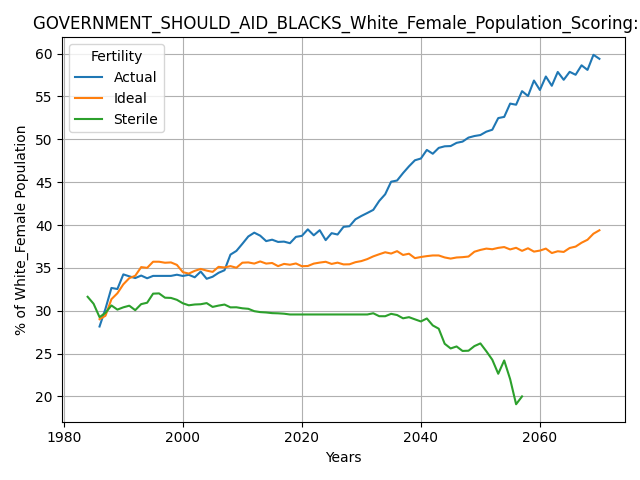 GOVERNMENT_SHOULD_AID_BLACKS_White_Female_Population_Scoring:
Fertility
Actual
Ideal
Sterile
% of White_Female Population
60
55
50
45
40
35
30
25
20
1980
2000
2020
2040
2060
Years